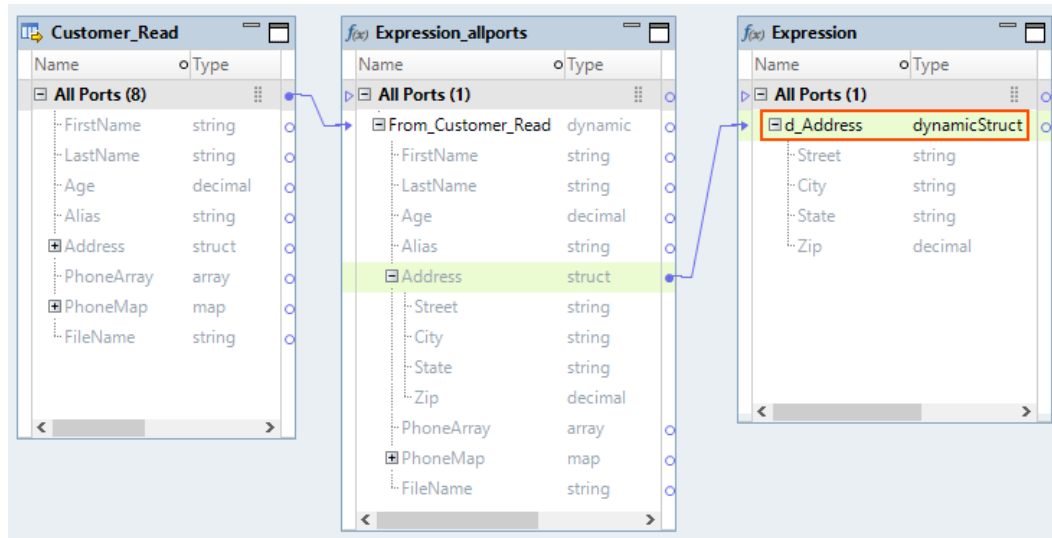 Customer_Read
Name Type
All Ports (8)
FirstName string
LastName string
Age decimal
Alias string
Address struct
PhoneArray array
PhoneMap map
FileName string
f(x) Expression_allports
Name Type
All Ports (1)
From_Customer_Read dynamic
FirstName string
LastName string
Age decimal
Alias string
Address struct
Street string
City string
State string
Zip decimal
PhoneArray array
PhoneMap map
FileName string
f(x) Expression
Name Type
All Ports (1)
d_Address dynamicStruct
Street string
City string
State string
Zip decimal